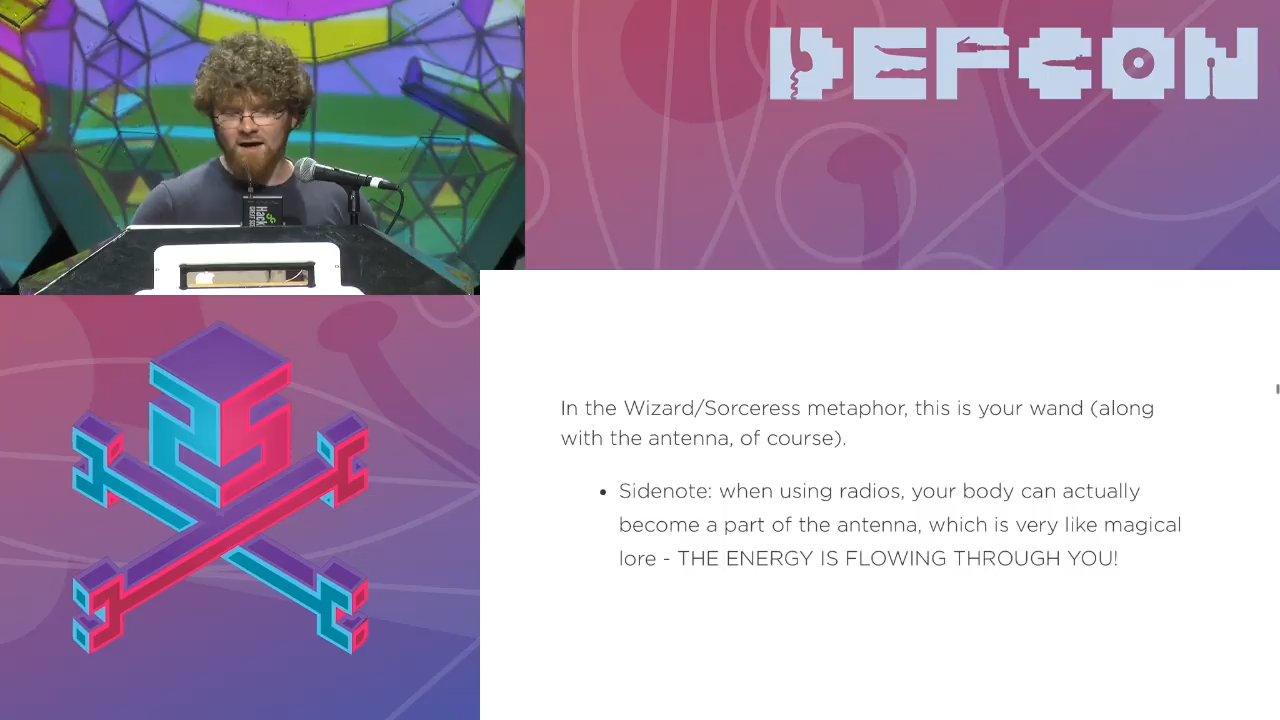 DEFCON
Hack
In the Wizard/Sorceress metaphor, this is your wand (along
with the antenna, of course).
• Sidenote: when using radios, your body can actually
become a part of the antenna, which is very like magical
lore - THE ENERGY IS FLOWING THROUGH YOU!